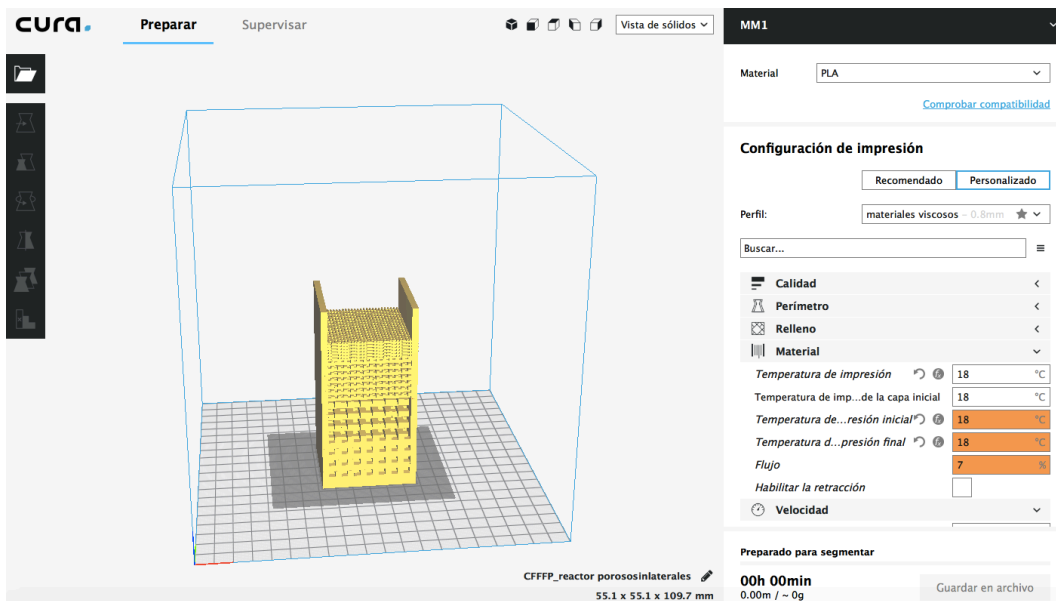 cura.
Preparar
Supervisar
Vista de sólidos
MM1
Material
PLA
Comprobar compatibilidad
Configuración de impresión
Recomendado
Personalizado
Perfil:
materiales viscosos - 0.8mm
Buscar...
Calidad
Perímetro
Relleno
Material
Temperatura de impresión
18 °C
Temperatura de imp...de la capa inicial
18 °C
Temperatura de...resión inicial
18 °C
Temperatura d...presión final
18 °C
Flujo
7 %
Habilitar la retracción
Velocidad
Preparado para segmentar
CFFFP_reactor porososinlaterales
55.1 x 55.1 x 109.7 mm
00h 00min
0.00m / ~ 0g
Guardar en archivo